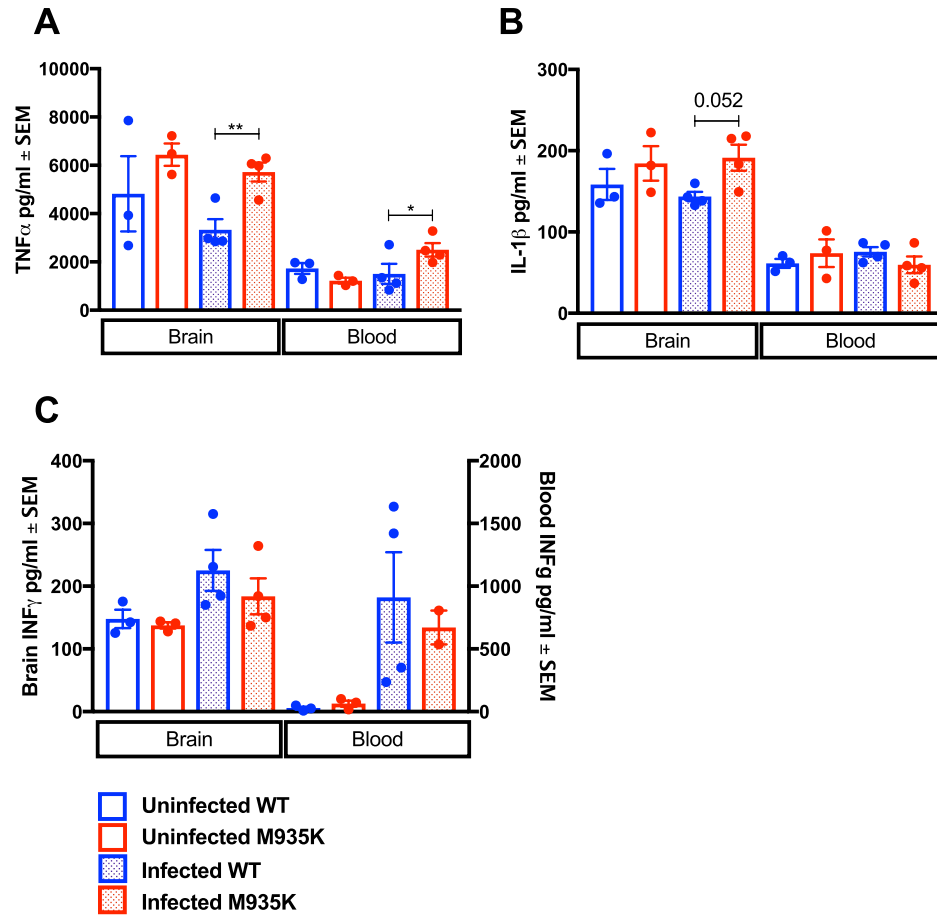 A
TNFα pg/ml ± SEM
10000
8000
6000
4000
2000
0
**
*
Brain
Blood
B
IL-1β pg/ml ± SEM
300
200
100
0
0.052
Brain
Blood
C
Brain INFγ pg/ml ± SEM
400
300
200
100
0
2000
1500
1000
500
0
Blood INFg pg/ml ± SEM
Brain
Blood
Uninfected WT
Uninfected M935K
Infected WT
Infected M935K